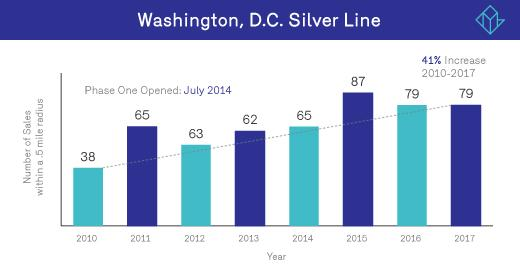 Washington, D.C. Silver Line
41% Increase
2010-2017
Phase One Opened: July 2014
Number of Sales
within a .5 mile radius
38
65
63
62
65
87
79
79
2010
2011
2012
2013
2014
2015
2016
2017
Year